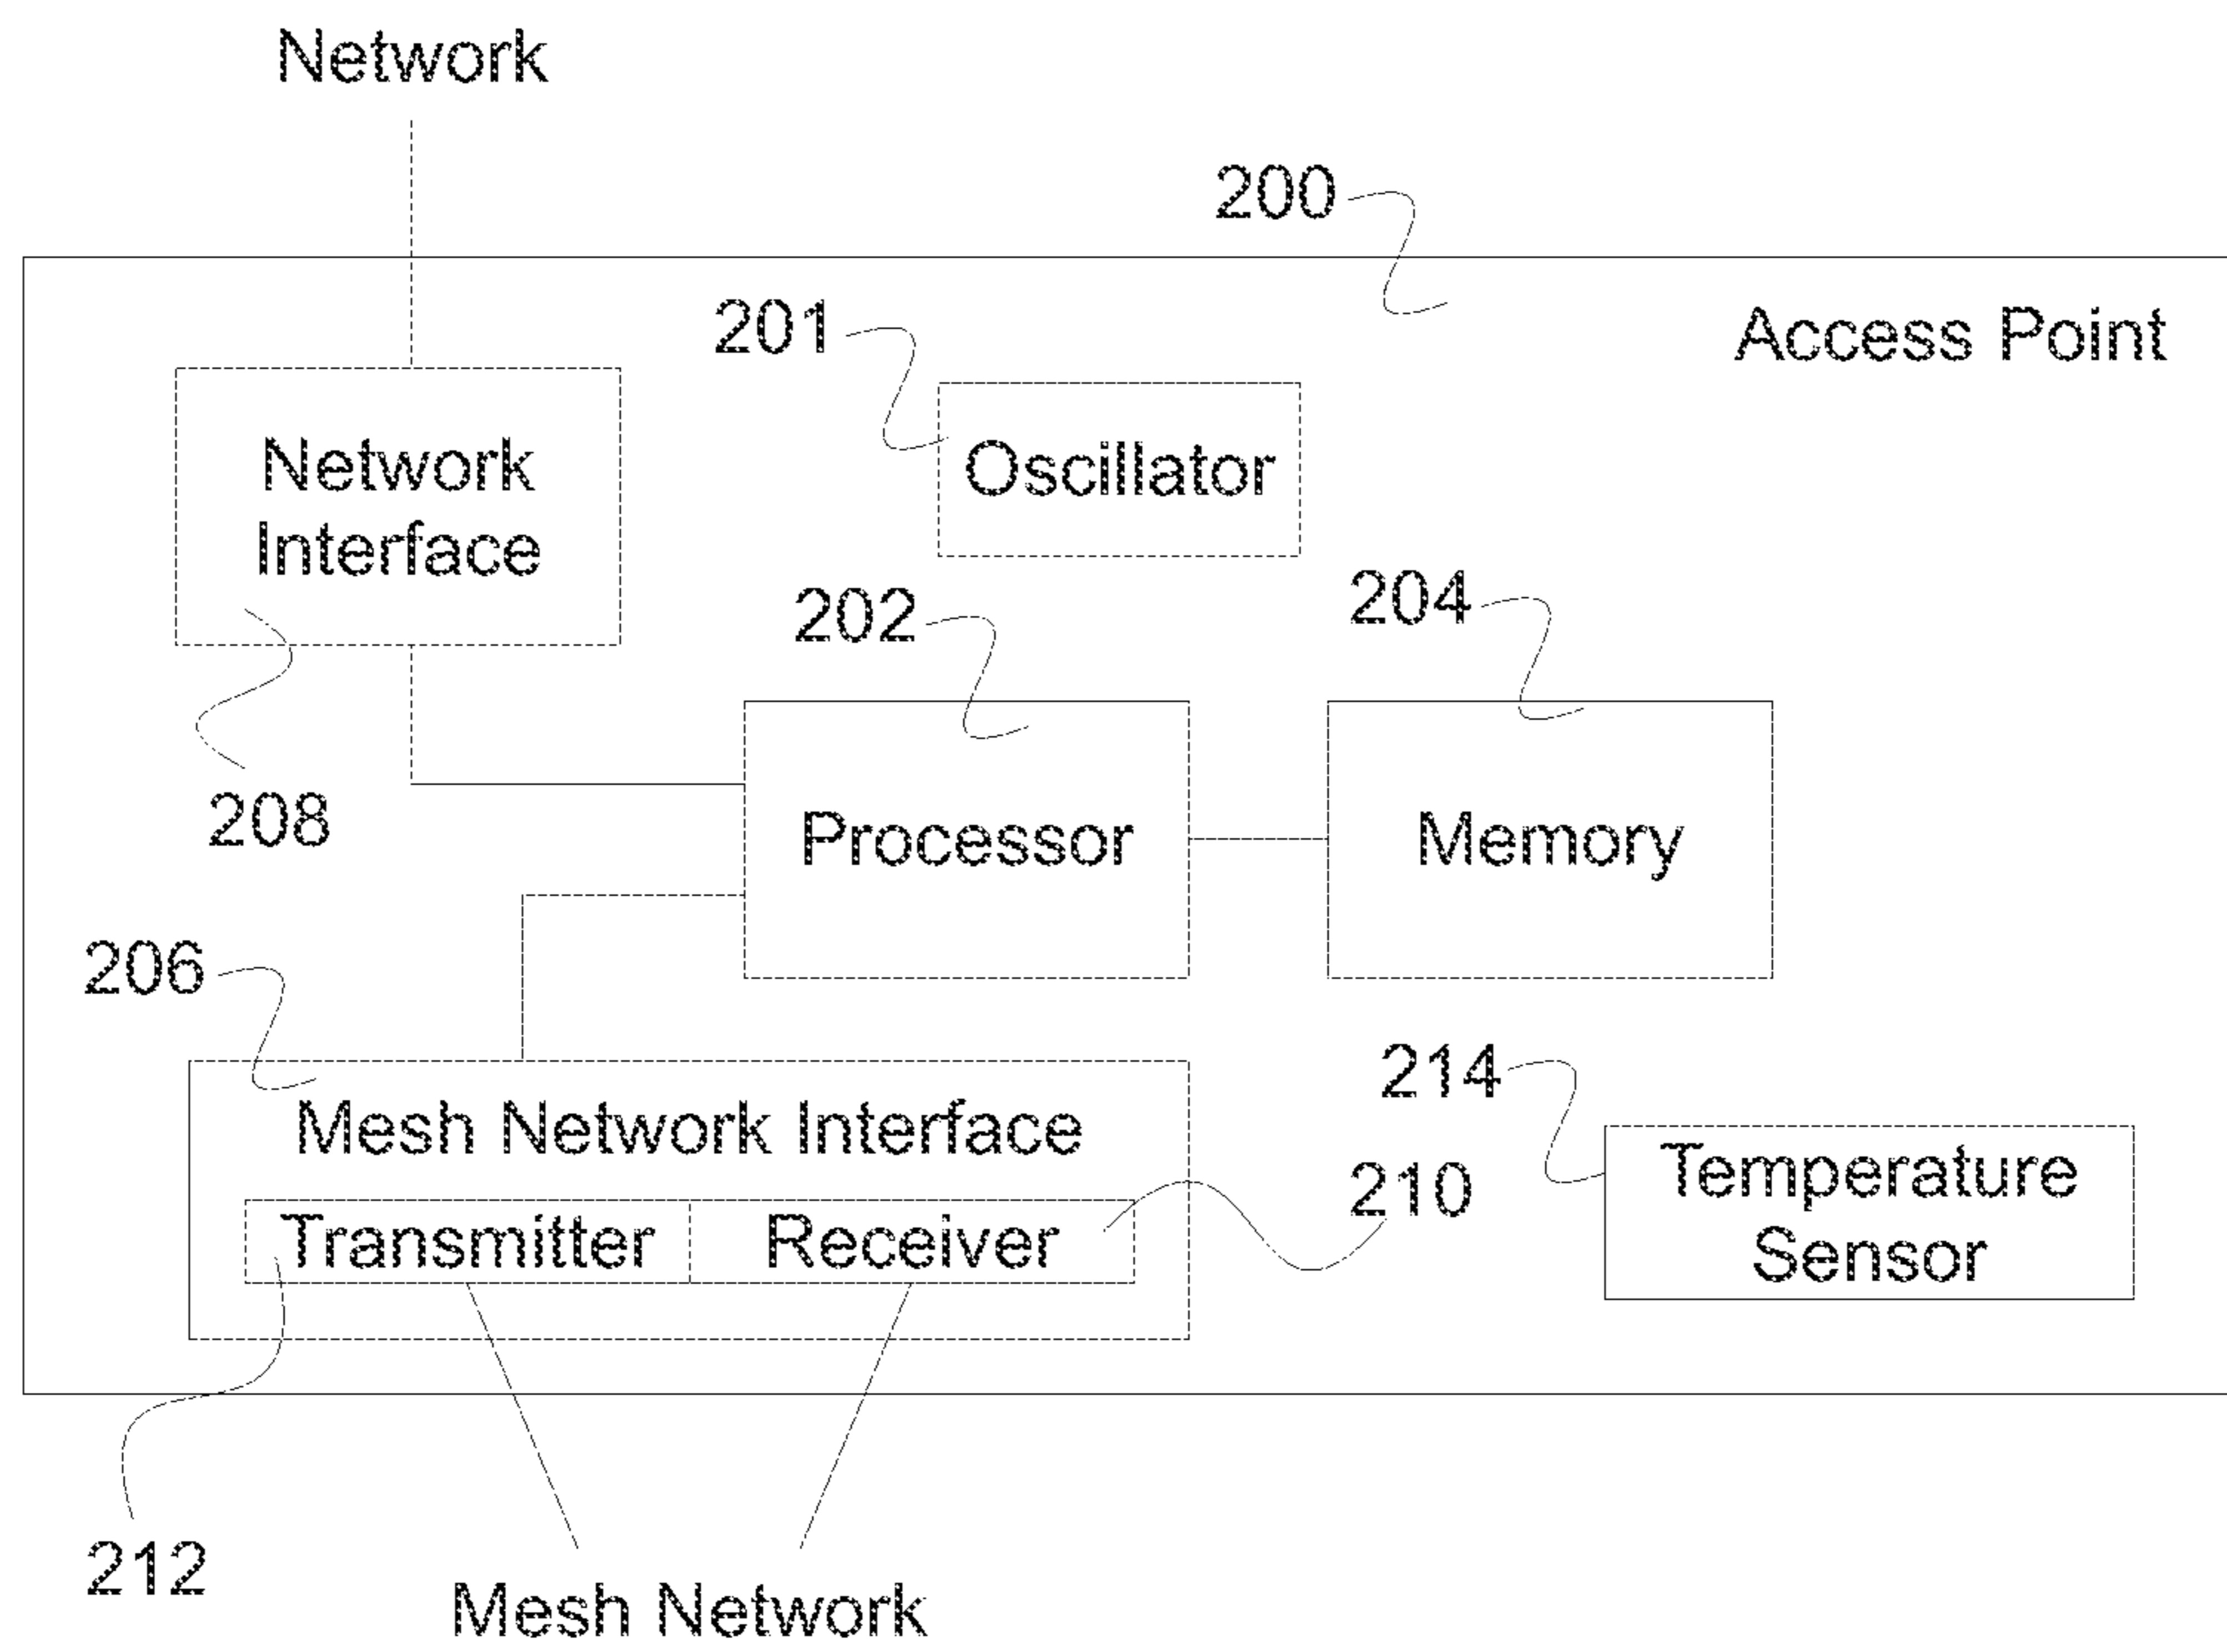 Network
200
201
Access Point
Network
Interface
Oscillator
202
204
208
Processor
Memory
206
214
Mesh Network Interface
210
Temperature
Sensor
Transmitter
Receiver
212
Mesh Network